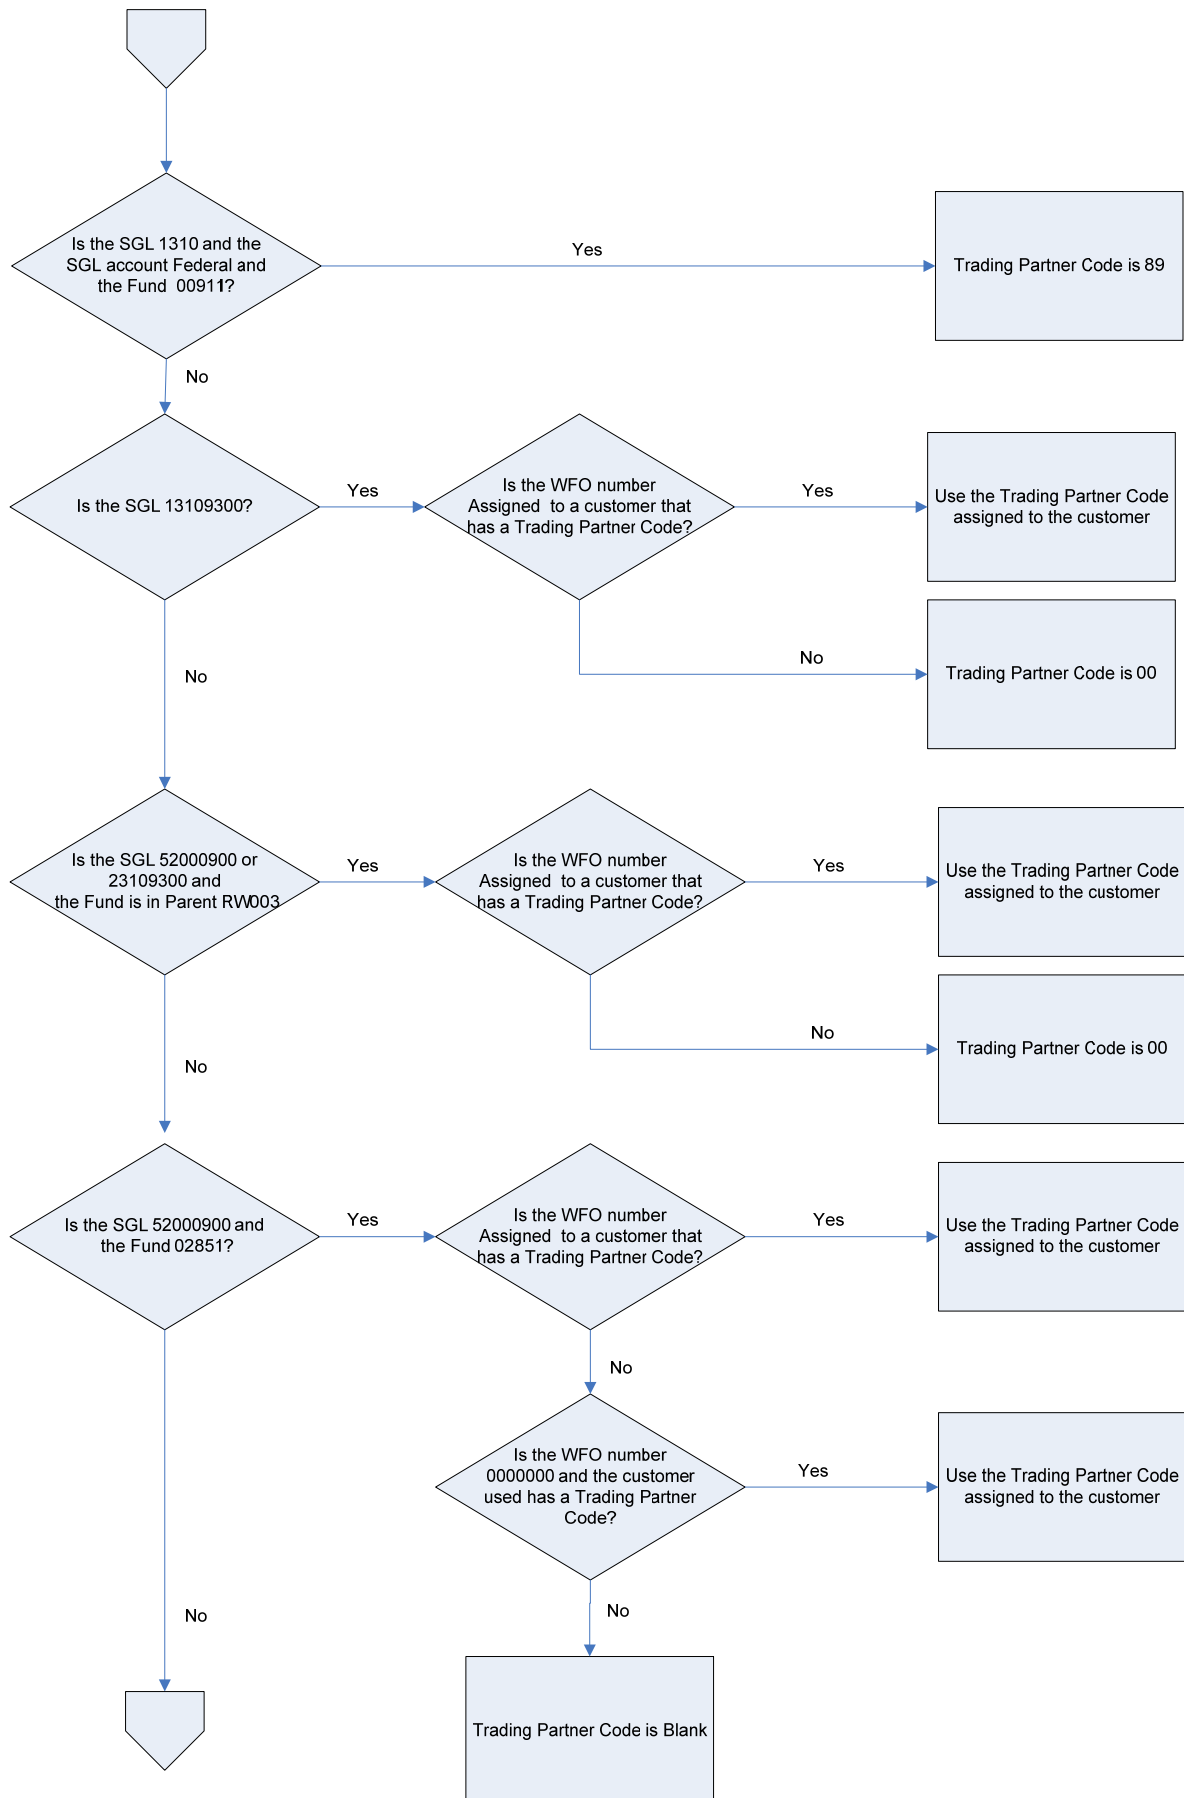 Is the SGL 1310 and the
SGL account Federal and
the Fund 00911?
Yes
Trading Partner Code is 89
No
Is the SGL 13109300?
Yes
Is the WFO number
Assigned to a customer that
has a Trading Partner Code?
Yes
Use the Trading Partner Code
assigned to the customer
No
No
Trading Partner Code is 00
Is the SGL 52000900 or
23109300 and
the Fund is in Parent RW003
Yes
Is the WFO number
Assigned to a customer that
has a Trading Partner Code?
Yes
Use the Trading Partner Code
assigned to the customer
No
No
Trading Partner Code is 00
Is the SGL 52000900 and
the Fund 02851?
Yes
Is the WFO number
Assigned to a customer that
has a Trading Partner Code?
Yes
Use the Trading Partner Code
assigned to the customer
No
Is the WFO number
0000000 and the customer
used has a Trading Partner
Code?
Yes
Use the Trading Partner Code
assigned to the customer
No
No
Trading Partner Code is Blank